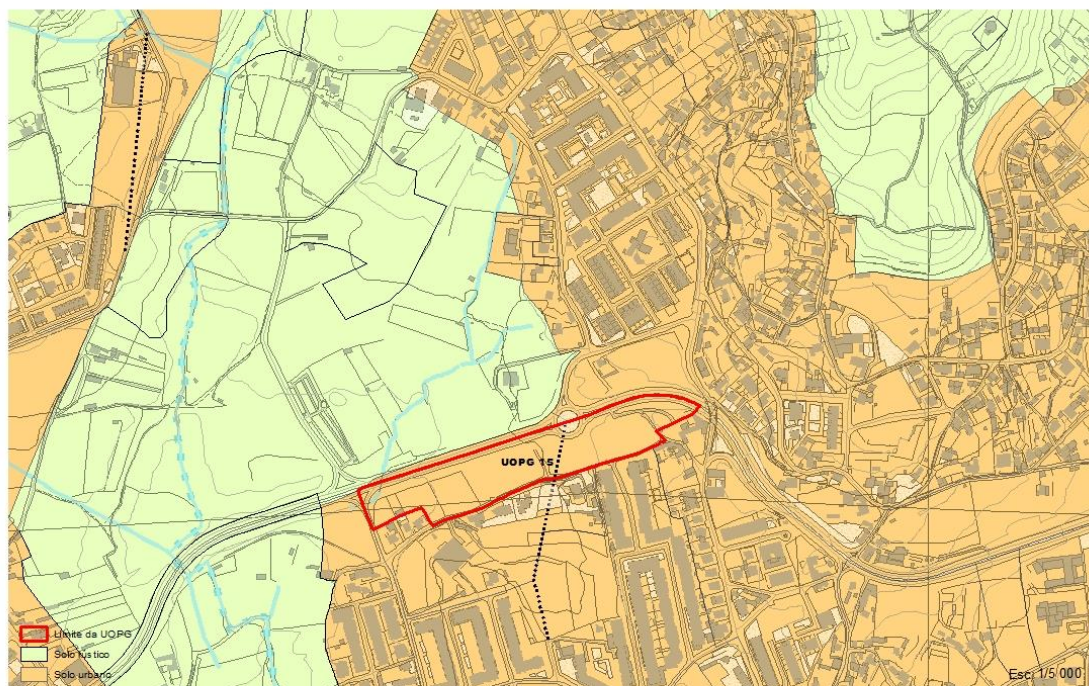 UOPG 15
Limite da UOPG
Solo rústico
Solo urbano
Esc: 1/5 000